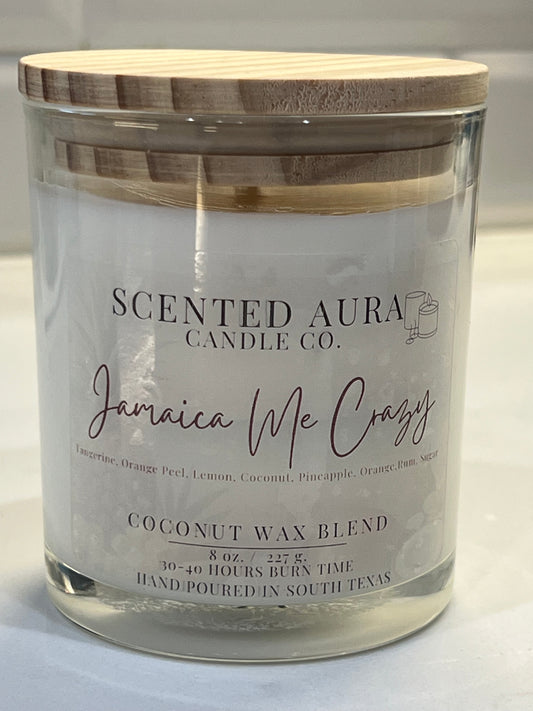 SCENTED AURA
CANDLE CO.
Jamaica Me Crazy
Tangerine, Orange Peel, Lemon, Coconut, Pineapple, Orange,Rum, Sugar
COCONUT WAX BLEND
8 oz. / 227 g.
30-40 HOURS BURN TIME
HAND POURED IN SOUTH TEXAS